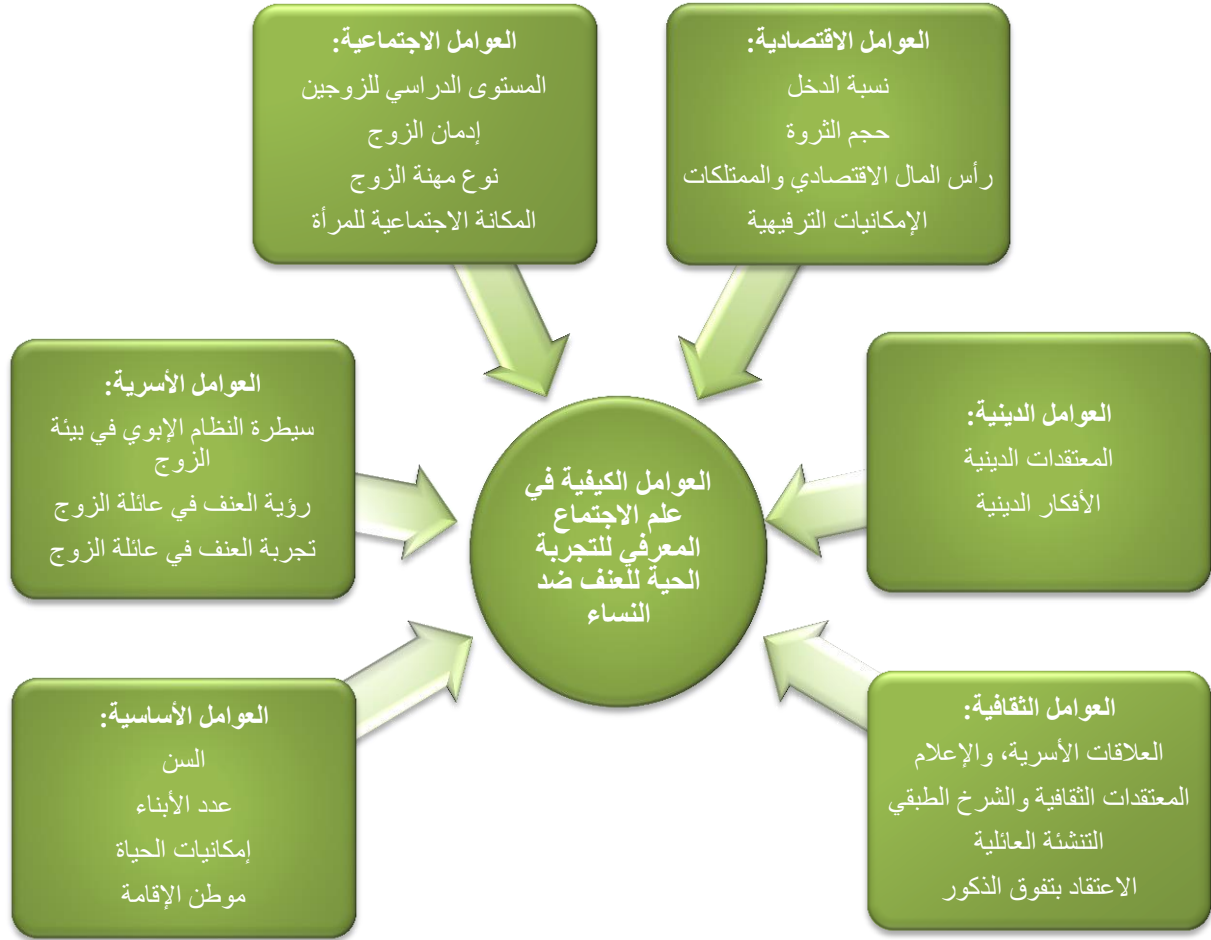 العوامل الاقتصادية:
نسبة الدخل
حجم الثروة
رأس المال الاقتصادي والممتلكات
الإمكانيات الترفيهية
العوامل الاجتماعية:
المستوى الدراسي للزوجين
إدمان الزوج
نوع مهنة الزوج
المكانة الاجتماعية للمرأة
العوامل الدينية:
المعتقدات الدينية
الأفكار الدينية
العوامل الكيفية في
علم الاجتماع
المعرفي للتجربة
الحية للعنف ضد
النساء
العوامل الأسرية:
سيطرة النظام الإبوي في بيئة
الزوج
رؤية العنف في عائلة الزوج
تجربة العنف في عائلة الزوج
العوامل الثقافية:
العلاقات الأسرية، والإعلام
المعتقدات الثقافية والشرخ الطبقي
التنشئة العائلية
الاعتقاد بتفوق الذكور
العوامل الأساسية:
السن
عدد الأبناء
إمكانيات الحياة
موطن الإقامة